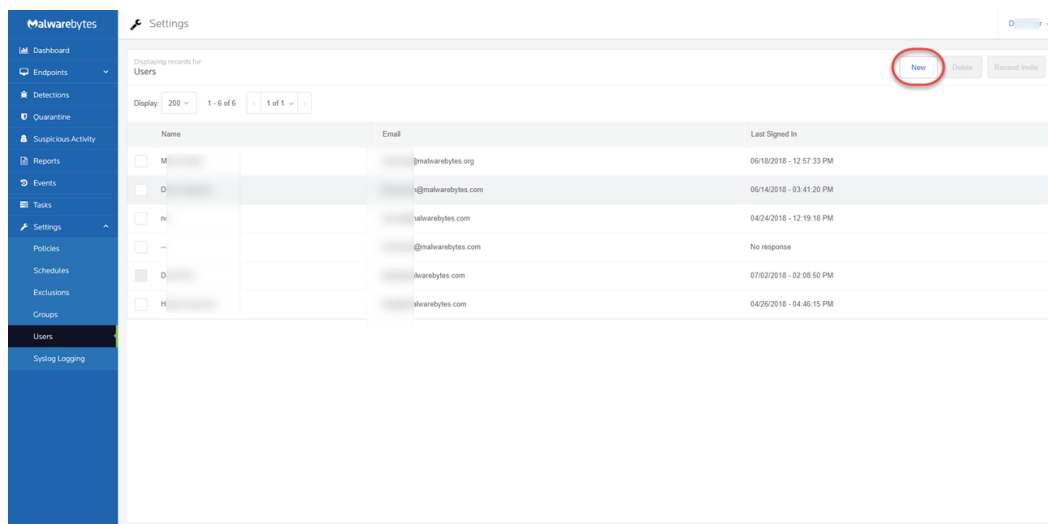 Malwarebytes
Settings
Dashboard
Endpoints
Detections
Quarantine
Suspicious Activity
Reports
Events
Tasks
Settings
Policies
Schedules
Exclusions
Groups
Users
Syslog Logging
D r
Displaying records for
Users
New Delete Resend Invite
Display: 200 1 - 6 of 6 1 of 1
Name Email Last Signed In
M @malwarebytes.org 06/18/2018 - 12:57:33 PM
D @malwarebytes.com 06/14/2018 - 03:41:20 PM
alwarebytes.com 04/24/2018 - 12:19:18 PM
-- @malwarebytes.com No response
D lwarebytes.com 07/02/2018 - 02:08:50 PM
H alwarebytes.com 04/26/2018 - 04:46:15 PM